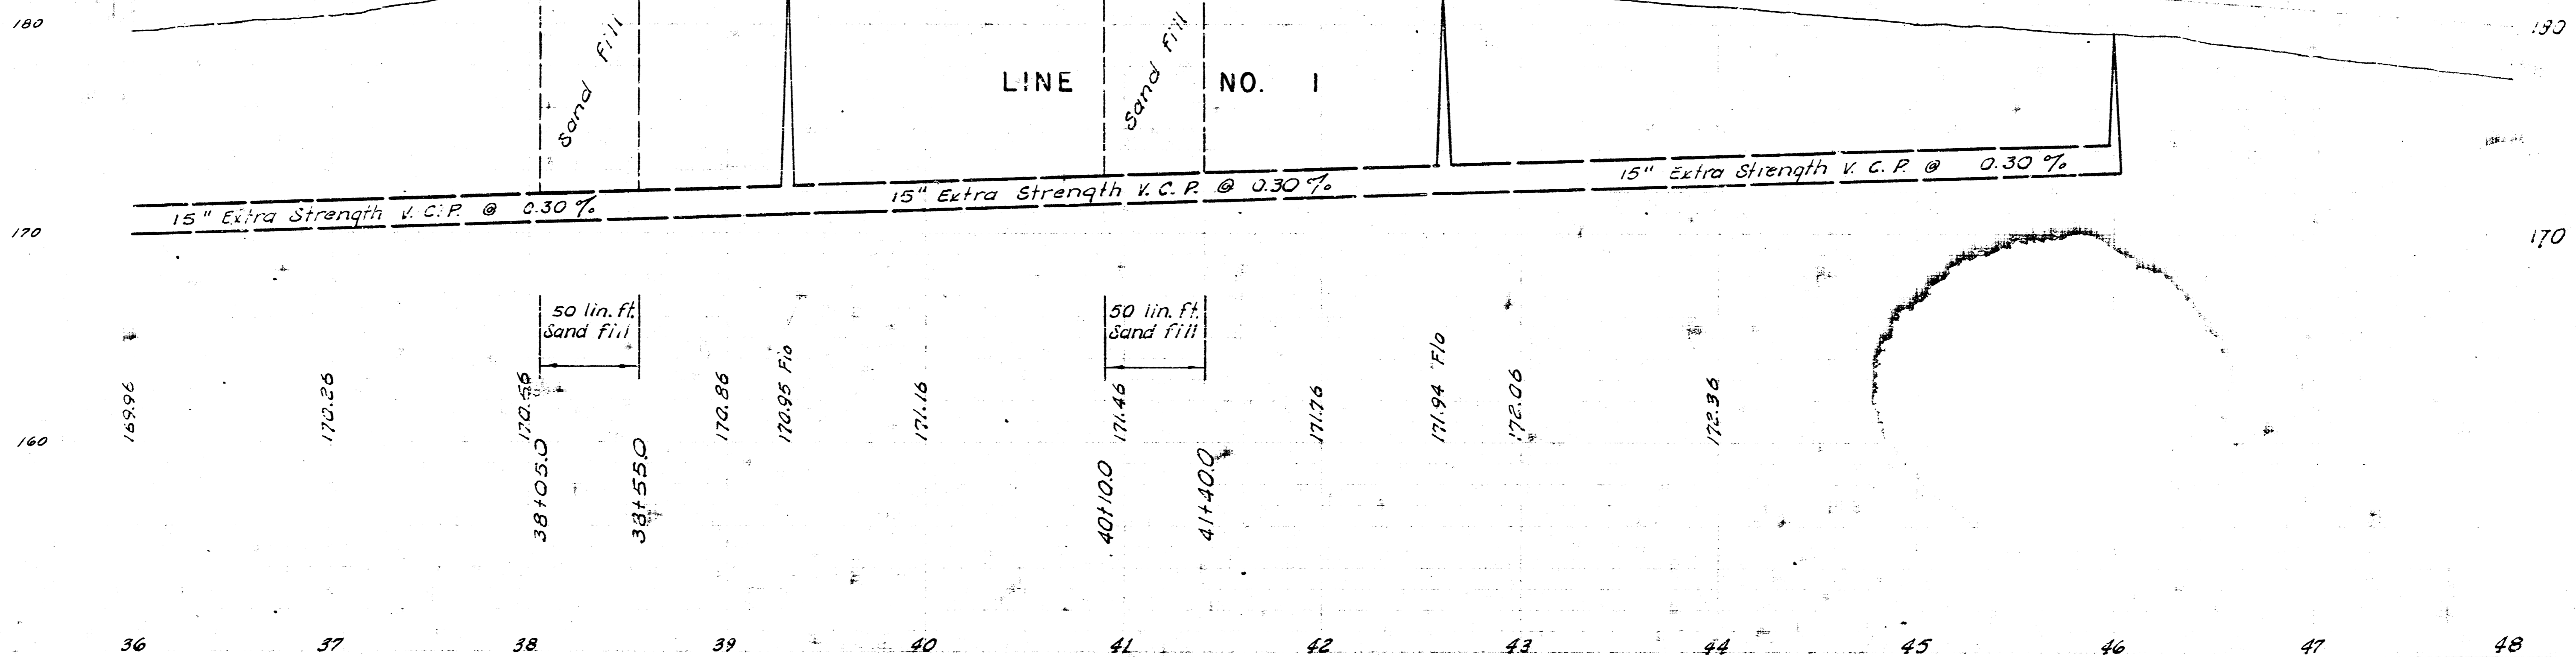 180
180
Sand Fill
Sand Fill
LINE NO. 1
15" Extra Strength V.C.P. @ 0.30 %
15" Extra Strength V.C.P. @ 0.30 %
15" Extra Strength V.C.P. @ 0.30 %
170
170
50 lin. ft.
Sand fill
50 lin. ft.
Sand fill
169.96
170.26
170.56
170.86
170.95 Flo
171.16
171.46
171.76
171.94 Flo
172.06
172.36
160
38+05.0
38+55.0
40+10.0
41+40.0
36 37 38 39 40 41 42 43 44 45 46 47 48